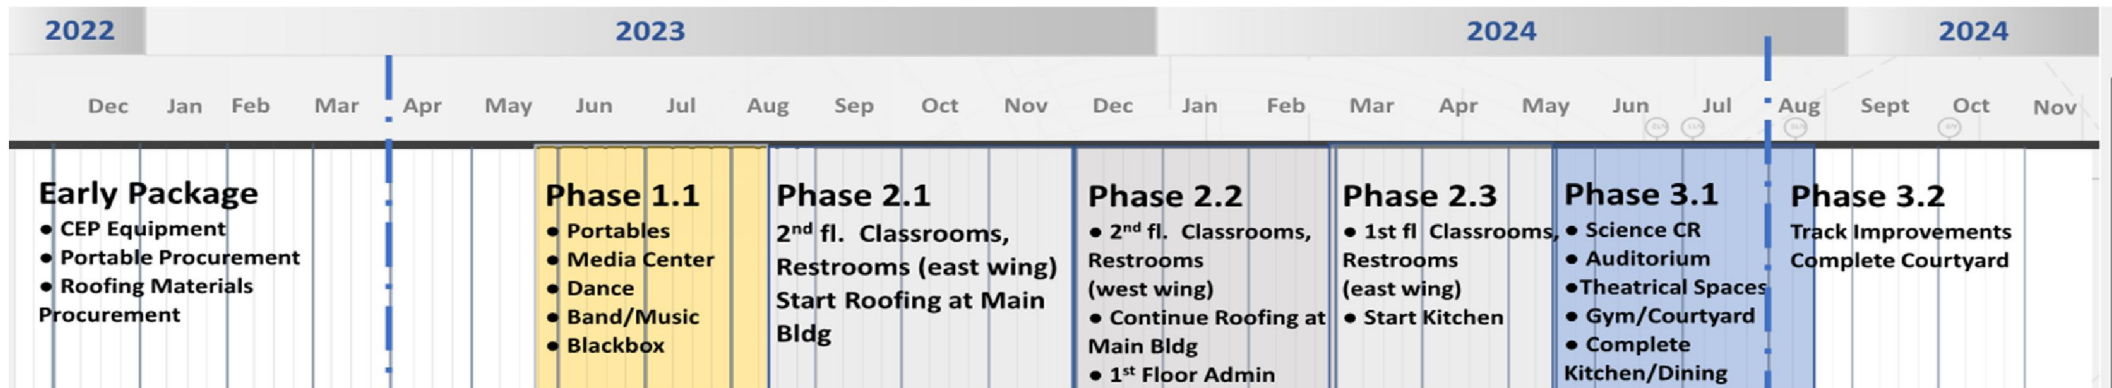 2022 2023 2024 2024
Dec Jan Feb Mar Apr May Jun Jul Aug Sep Oct Nov Dec Jan Feb Mar Apr May Jun Jul Aug Sept Oct Nov
Early Package
• CEP Equipment
• Portable Procurement
• Roofing Materials
Procurement
Phase 1.1
• Portables
• Media Center
• Dance
• Band/Music
• Blackbox
Phase 2.1
2nd fl. Classrooms,
Restrooms (east wing)
Start Roofing at Main
Bldg
Phase 2.2
• 2nd fl. Classrooms,
Restrooms
(west wing)
• Continue Roofing at
Main Bldg
• 1st Floor Admin
Phase 2.3
• 1st fl Classrooms,
Restrooms
(east wing)
• Start Kitchen
Phase 3.1
• Science CR
• Auditorium
•Theatrical Spaces
• Gym/Courtyard
• Complete
Kitchen/Dining
Phase 3.2
Track Improvements
Complete Courtyard